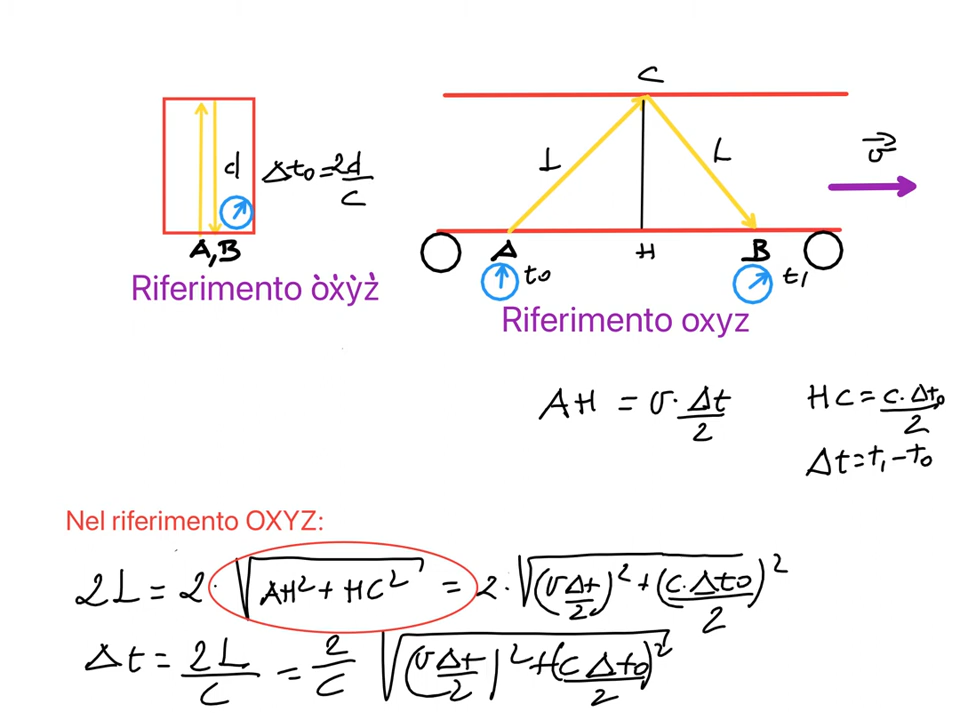 C
d
Δt₀ = 2d/c
L
L
v⃗
A,B
A
H
B
t₀
t₁
Riferimento ȯẋẏż
Riferimento oxyz
AH = v · Δt/2
HC = c · Δt₀/2
Δt = t₁ - t₀
Nel riferimento OXYZ:
2L = 2 · √(AH² + HC²) = 2 · √((vΔt/2)² + (c·Δt₀/2)²)
Δt = 2L/c = 2/c √((vΔt/2)² + (cΔt₀/2)²)